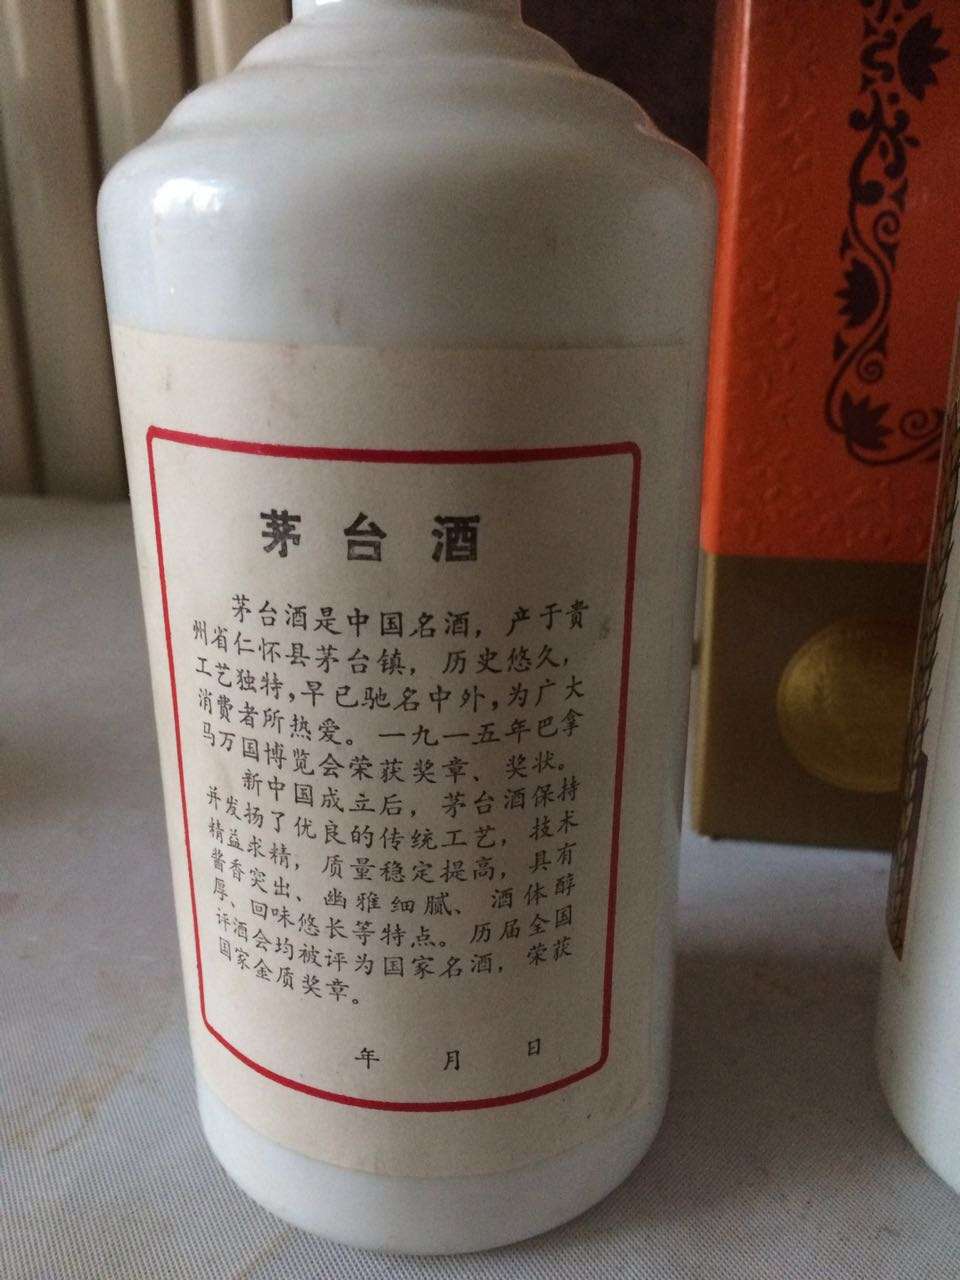 茅台酒
茅台酒是中国名酒，产于贵
州省仁怀县茅台镇，历史悠久，
工艺独特，早已驰名中外，为广大
消费者所热爱。一九一五年巴拿
马万国博览会荣获奖章、奖状。
新中国成立后，茅台酒保持
并发扬了优良的传统工艺，技术
精益求精，质量稳定提高，具有
酱香突出、幽雅细腻、酒体醇
厚、回味悠长等特点。历届全国
评酒会均被评为国家名酒，荣获
国家金质奖章。
年 月 日